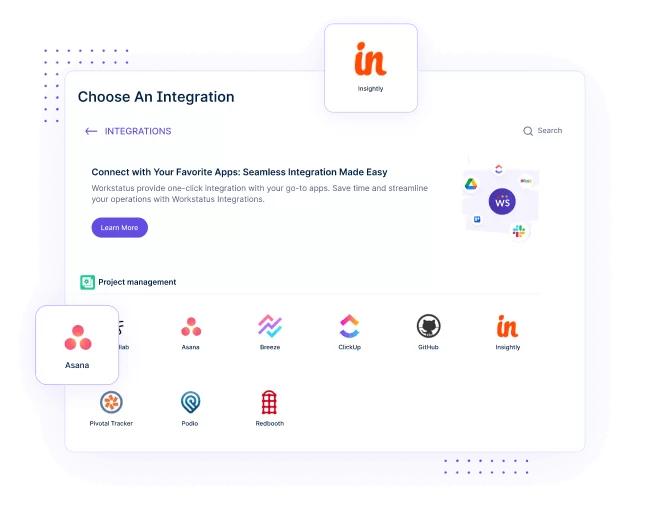 in
Insightly
Choose An Integration
INTEGRATIONS
Search
Connect with Your Favorite Apps: Seamless Integration Made Easy
Workstatus provide one-click integration with your go-to apps. Save time and streamline
your operations with Workstatus Integrations.
Learn More
WS
Project management
Asana
llab
Asana
Breeze
ClickUp
GitHub
in
Insightly
Pivotal Tracker
Podio
Redbooth